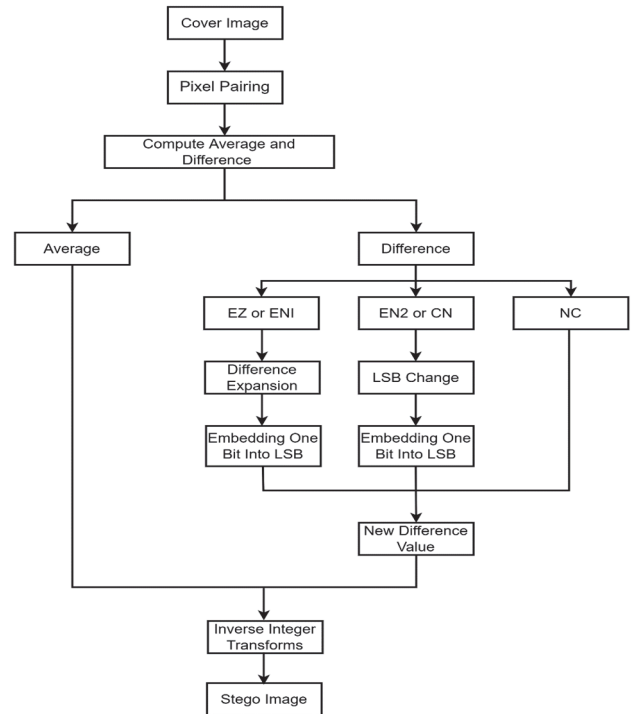 Cover Image
Pixel Pairing
Compute Average and
Difference
Average
Difference
EZ or ENI
EN2 or CN
NC
Difference
Expansion
LSB Change
Embedding One
Bit Into LSB
Embedding One
Bit Into LSB
New Difference
Value
Inverse Integer
Transforms
Stego Image